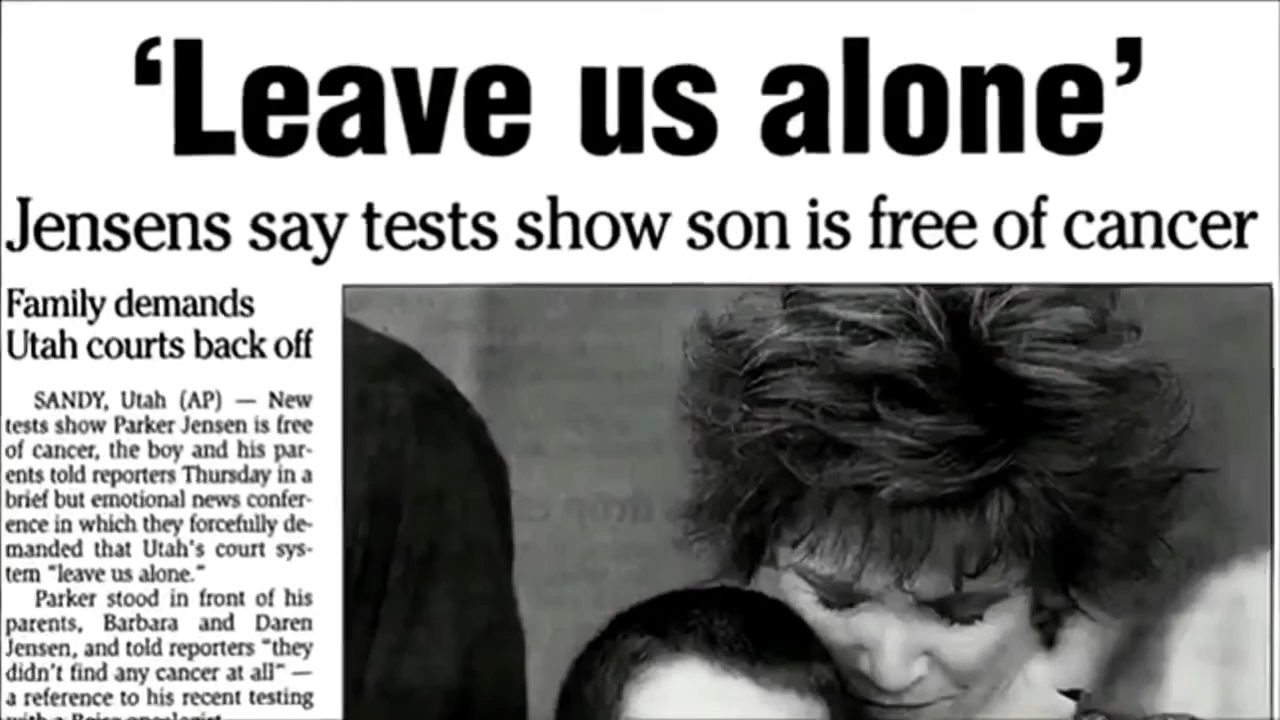 ‘Leave us alone’
Jensens say tests show son is free of cancer
Family demands
Utah courts back off
SANDY, Utah (AP) — New
tests show Parker Jensen is free
of cancer, the boy and his par-
ents told reporters Thursday in a
brief but emotional news confer-
ence in which they forcefully de-
manded that Utah's court sys-
tem "leave us alone."
Parker stood in front of his
parents, Barbara and Daren
Jensen, and told reporters "they
didn't find any cancer at all" —
a reference to his recent testing
with a Boise oncologist